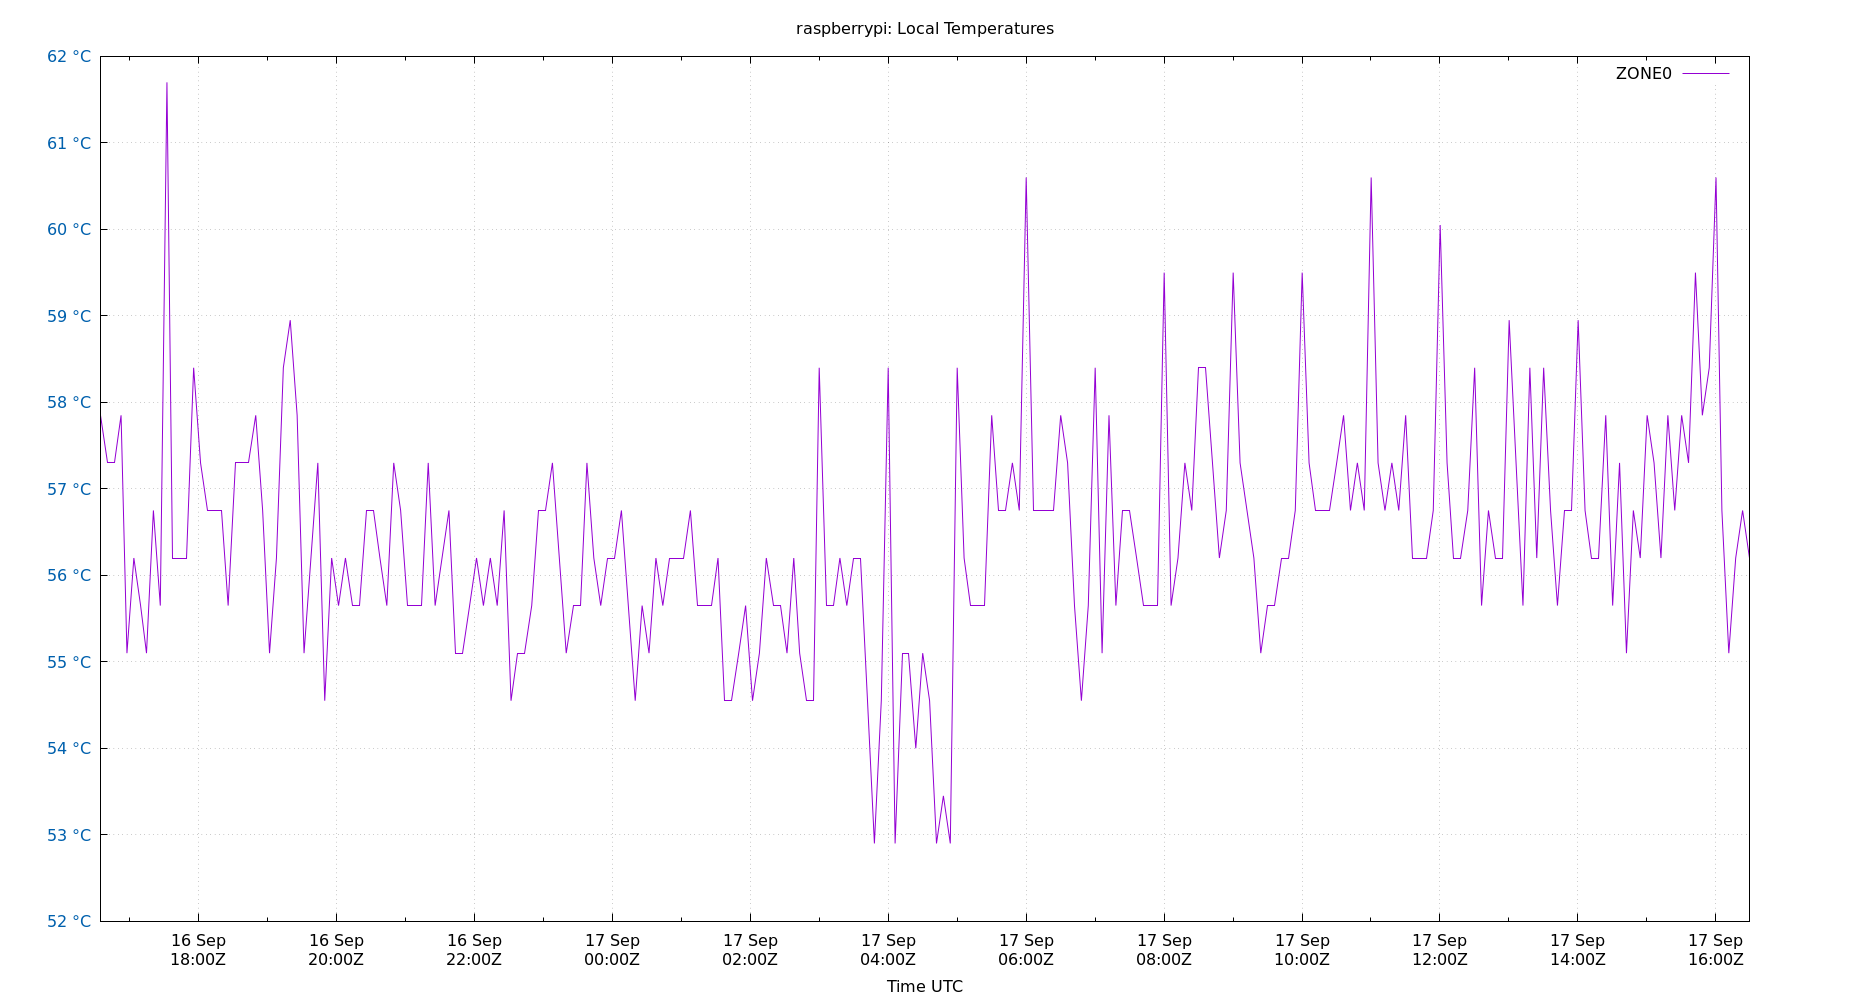 raspberrypi: Local Temperatures
ZONE0
62 °C
61 °C
60 °C
59 °C
58 °C
57 °C
56 °C
55 °C
54 °C
53 °C
52 °C
16 Sep 16 Sep 16 Sep 17 Sep 17 Sep 17 Sep 17 Sep 17 Sep 17 Sep 17 Sep 17 Sep 17 Sep
18:00Z 20:00Z 22:00Z 00:00Z 02:00Z 04:00Z 06:00Z 08:00Z 10:00Z 12:00Z 14:00Z 16:00Z
Time UTC